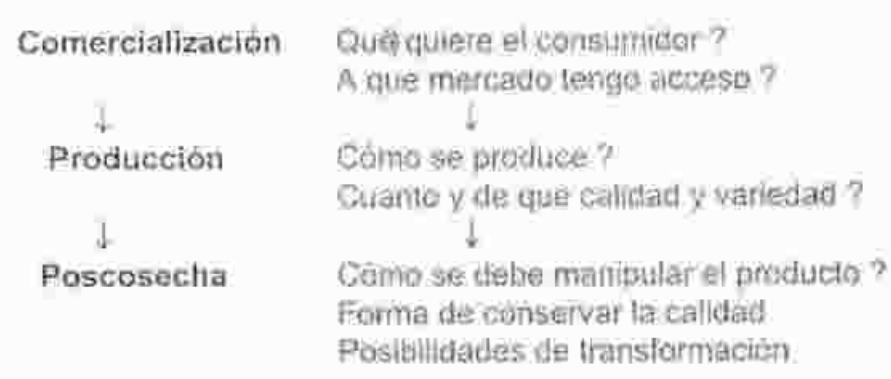 Comercialización Qué quiere el consumidor ?
A que mercado tengo acceso ?
↓ ↓
Producción Cómo se produce ?
Cuanto y de que calidad y variedad ?
↓ ↓
Poscosecha Cómo se debe manipular el producto ?
Forma de conservar la calidad
Posibilidades de transformación